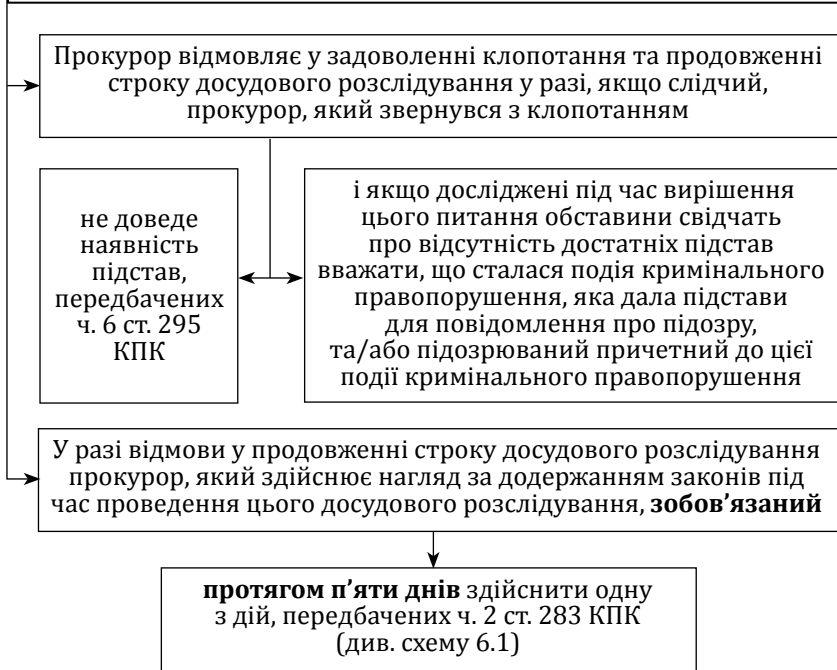 Прокурор відмовляє у задоволенні клопотання та продовженні
строку досудового розслідування у разі, якщо слідчий,
прокурор, який звернувся з клопотанням
не доведе
наявність
підстав,
передбачених
ч. 6 ст. 295
КПК
і якщо досліджені під час вирішення
цього питання обставини свідчать
про відсутність достатніх підстав
вважати, що сталася подія кримінального
правопорушення, яка дала підстави
для повідомлення про підозру,
та/або підозрюваний причетний до цієї
події кримінального правопорушення
У разі відмови у продовженні строку досудового розслідування
прокурор, який здійснює нагляд за додержанням законів під
час проведення цього досудового розслідування, зобов’язаний
протягом п’яти днів здійснити одну
з дій, передбачених ч. 2 ст. 283 КПК
(див. схему 6.1)